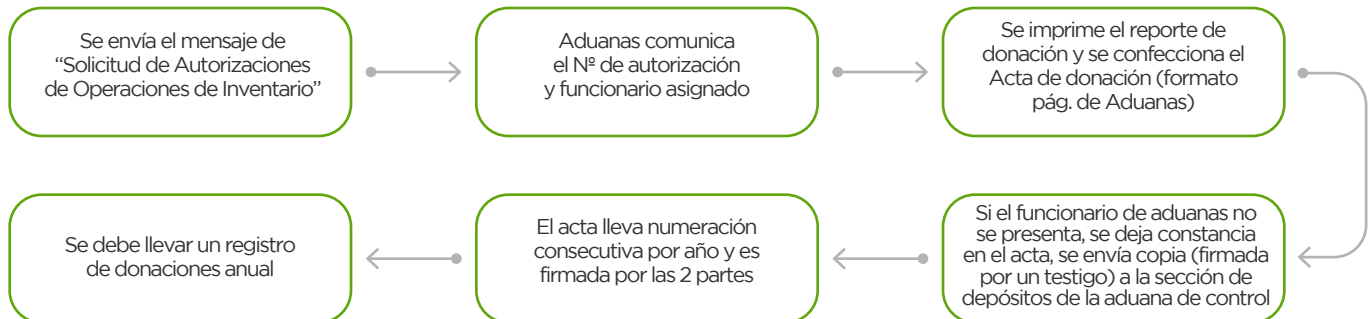 Se envía el mensaje de
“Solicitud de Autorizaciones
de Operaciones de Inventario”
Aduanas comunica
el Nº de autorización
y funcionario asignado
Se imprime el reporte de
donación y se confecciona el
Acta de donación (formato
pág. de Aduanas)
Si el funcionario de aduanas no
se presenta, se deja constancia
en el acta, se envía copia (firmada
por un testigo) a la sección de
depósitos de la aduana de control
El acta lleva numeración
consecutiva por año y es
firmada por las 2 partes
Se debe llevar un registro
de donaciones anual